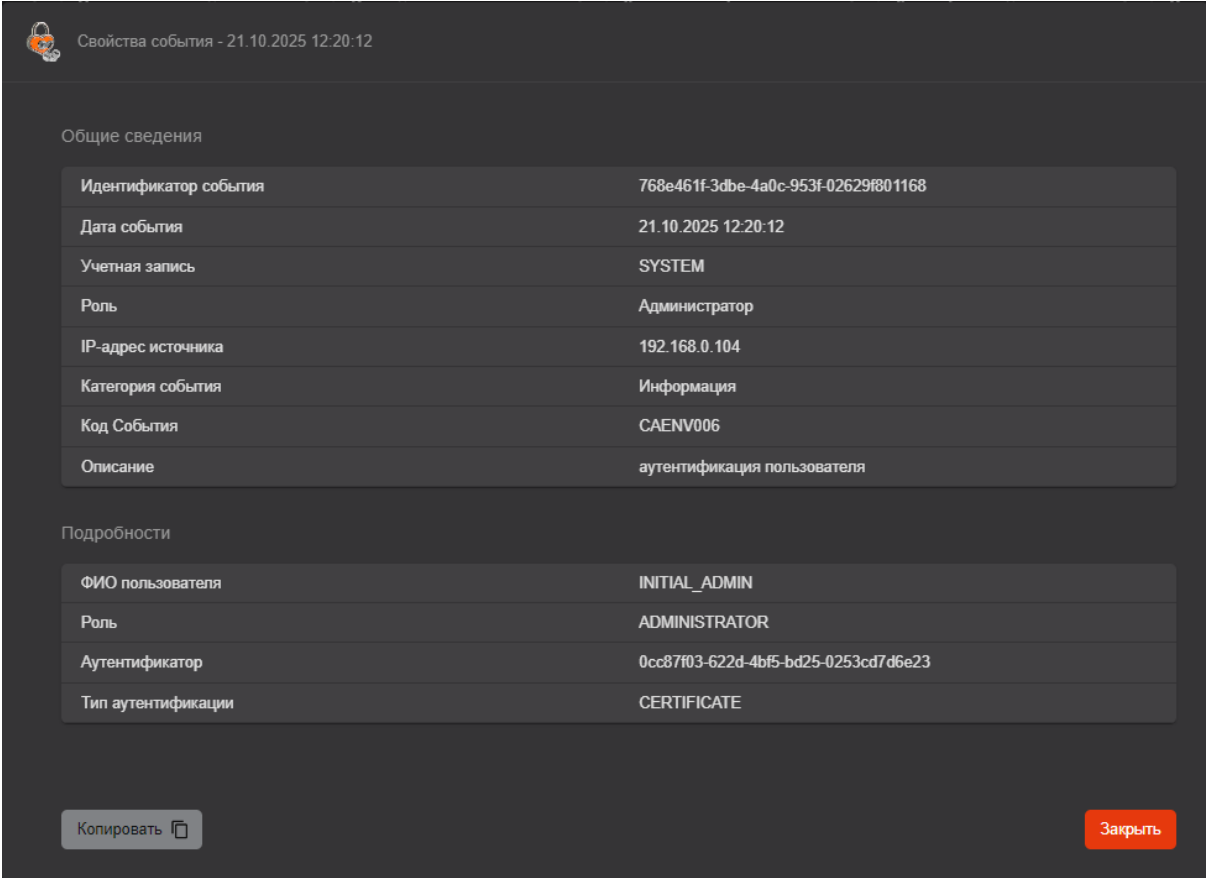 Свойства события - 21.10.2025 12:20:12
Общие сведения
Идентификатор события 768e461f-3dbe-4a0c-953f-02629f801168
Дата события 21.10.2025 12:20:12
Учетная запись SYSTEM
Роль Администратор
IP-адрес источника 192.168.0.104
Категория события Информация
Код События CAENV006
Описание аутентификация пользователя
Подробности
ФИО пользователя INITIAL_ADMIN
Роль ADMINISTRATOR
Аутентификатор 0cc87f03-622d-4bf5-bd25-0253cd7d6e23
Тип аутентификации CERTIFICATE
Копировать Закрыть